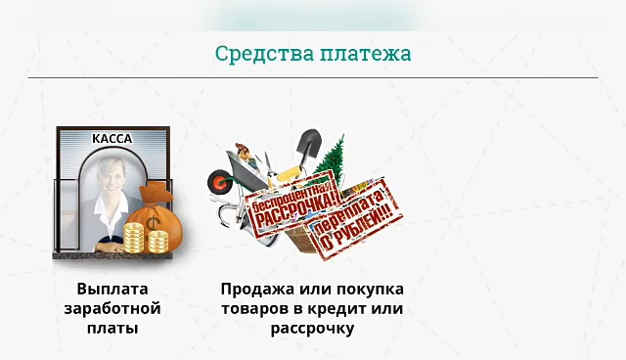 Средства платежа
КАССА
беспроцентная
РАССРОЧКА!
переплата
0 РУБЛЕЙ!!!
Выплата
заработной
платы
Продажа или покупка
товаров в кредит или
рассрочку